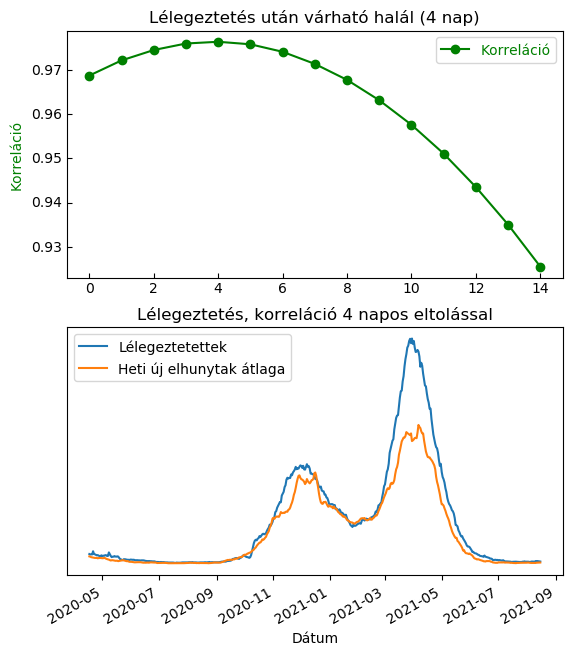 Lélegeztetés után várható halál (4 nap)
Korreláció
Korreláció
0.97
0.96
0.95
0.94
0.93
0 2 4 6 8 10 12 14
Lélegeztetés, korreláció 4 napos eltolással
Lélegeztetettek
Heti új elhunytak átlaga
2020-05 2020-07 2020-09 2020-11 2021-01 2021-03 2021-05 2021-07 2021-09
Dátum